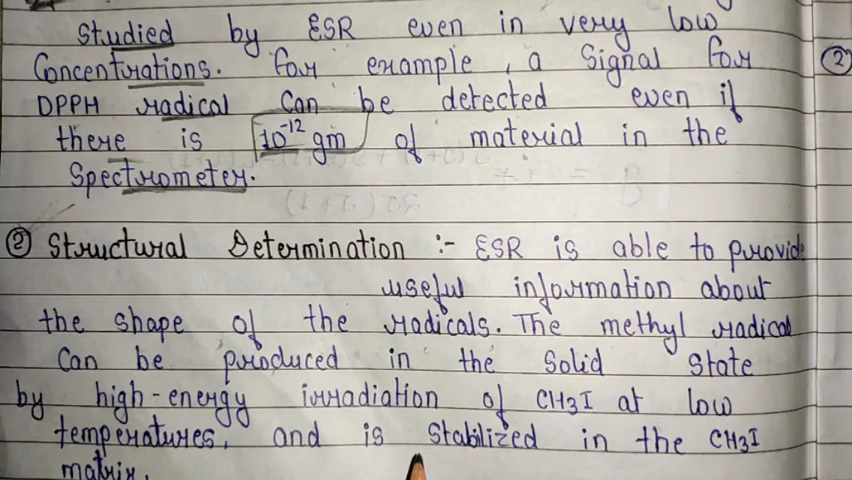 Studied by ESR even in very low
Concentrations. For example, a Signal for
②
DPPH radical can be detected even if
there is 10⁻¹² gm of material in the
Spectrometer.
② Structural Determination :- ESR is able to provide
useful information about
the shape of the radicals. The methyl radical
Can be produced in the Solid State
by high-energy irradiation of CH3I at low
temperatures, and is Stabilized in the CH3I
matrix.